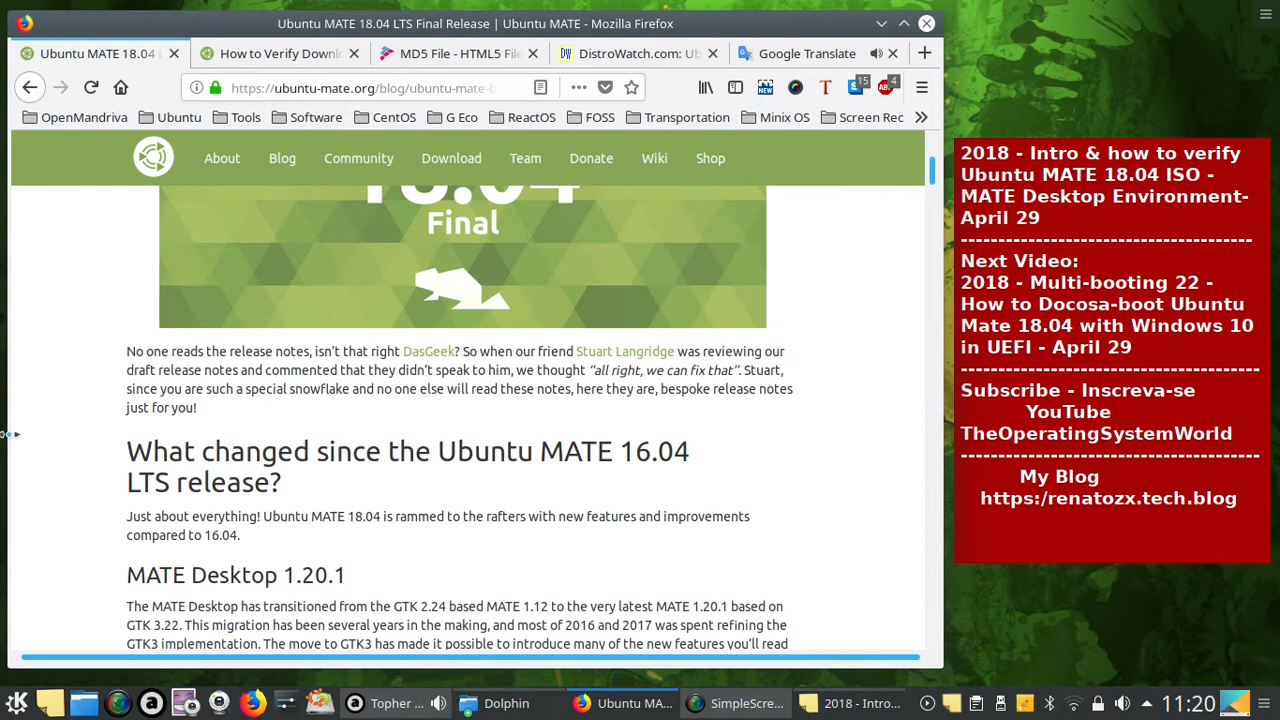 Ubuntu MATE 18.04 LTS Final Release | Ubuntu MATE - Mozilla Firefox
Ubuntu MATE 18.04 L
How to Verify Downl
MD5 File - HTML5 File
DistroWatch.com: Ub
Google Translate
https://ubuntu-mate.org/blog/ubuntu-mate-b
NEW
T
15
ABP
4
OpenMandriva
Ubuntu
Tools
Software
CentOS
G Eco
ReactOS
FOSS
Transportation
Minix OS
Screen Rec
About
Blog
Community
Download
Team
Donate
Wiki
Shop
18.04
Final
No one reads the release notes, isn't that right DasGeek? So when our friend Stuart Langridge was reviewing our
draft release notes and commented that they didn't speak to him, we thought "all right, we can fix that". Stuart,
since you are such a special snowflake and no one else will read these notes, here they are, bespoke release notes
just for you!
What changed since the Ubuntu MATE 16.04
LTS release?
Just about everything! Ubuntu MATE 18.04 is rammed to the rafters with new features and improvements
compared to 16.04.
MATE Desktop 1.20.1
The MATE Desktop has transitioned from the GTK 2.24 based MATE 1.12 to the very latest MATE 1.20.1 based on
GTK 3.22. This migration has been several years in the making, and most of 2016 and 2017 was spent refining the
GTK3 implementation. The move to GTK3 has made it possible to introduce many of the new features you'll read
2018 - Intro & how to verify
Ubuntu MATE 18.04 ISO -
MATE Desktop Environment-
April 29
----------------------------------------
Next Video:
2018 - Multi-booting 22 -
How to Docosa-boot Ubuntu
Mate 18.04 with Windows 10
in UEFI - April 29
-----------------------------------------
Subscribe - Inscreva-se
YouTube
TheOperatingSystemWorld
-----------------------------------------
My Blog
https:/renatozx.tech.blog
Topher ...
Dolphin
Ubuntu MA...
SimpleScre...
2018 - Intro...
11:20